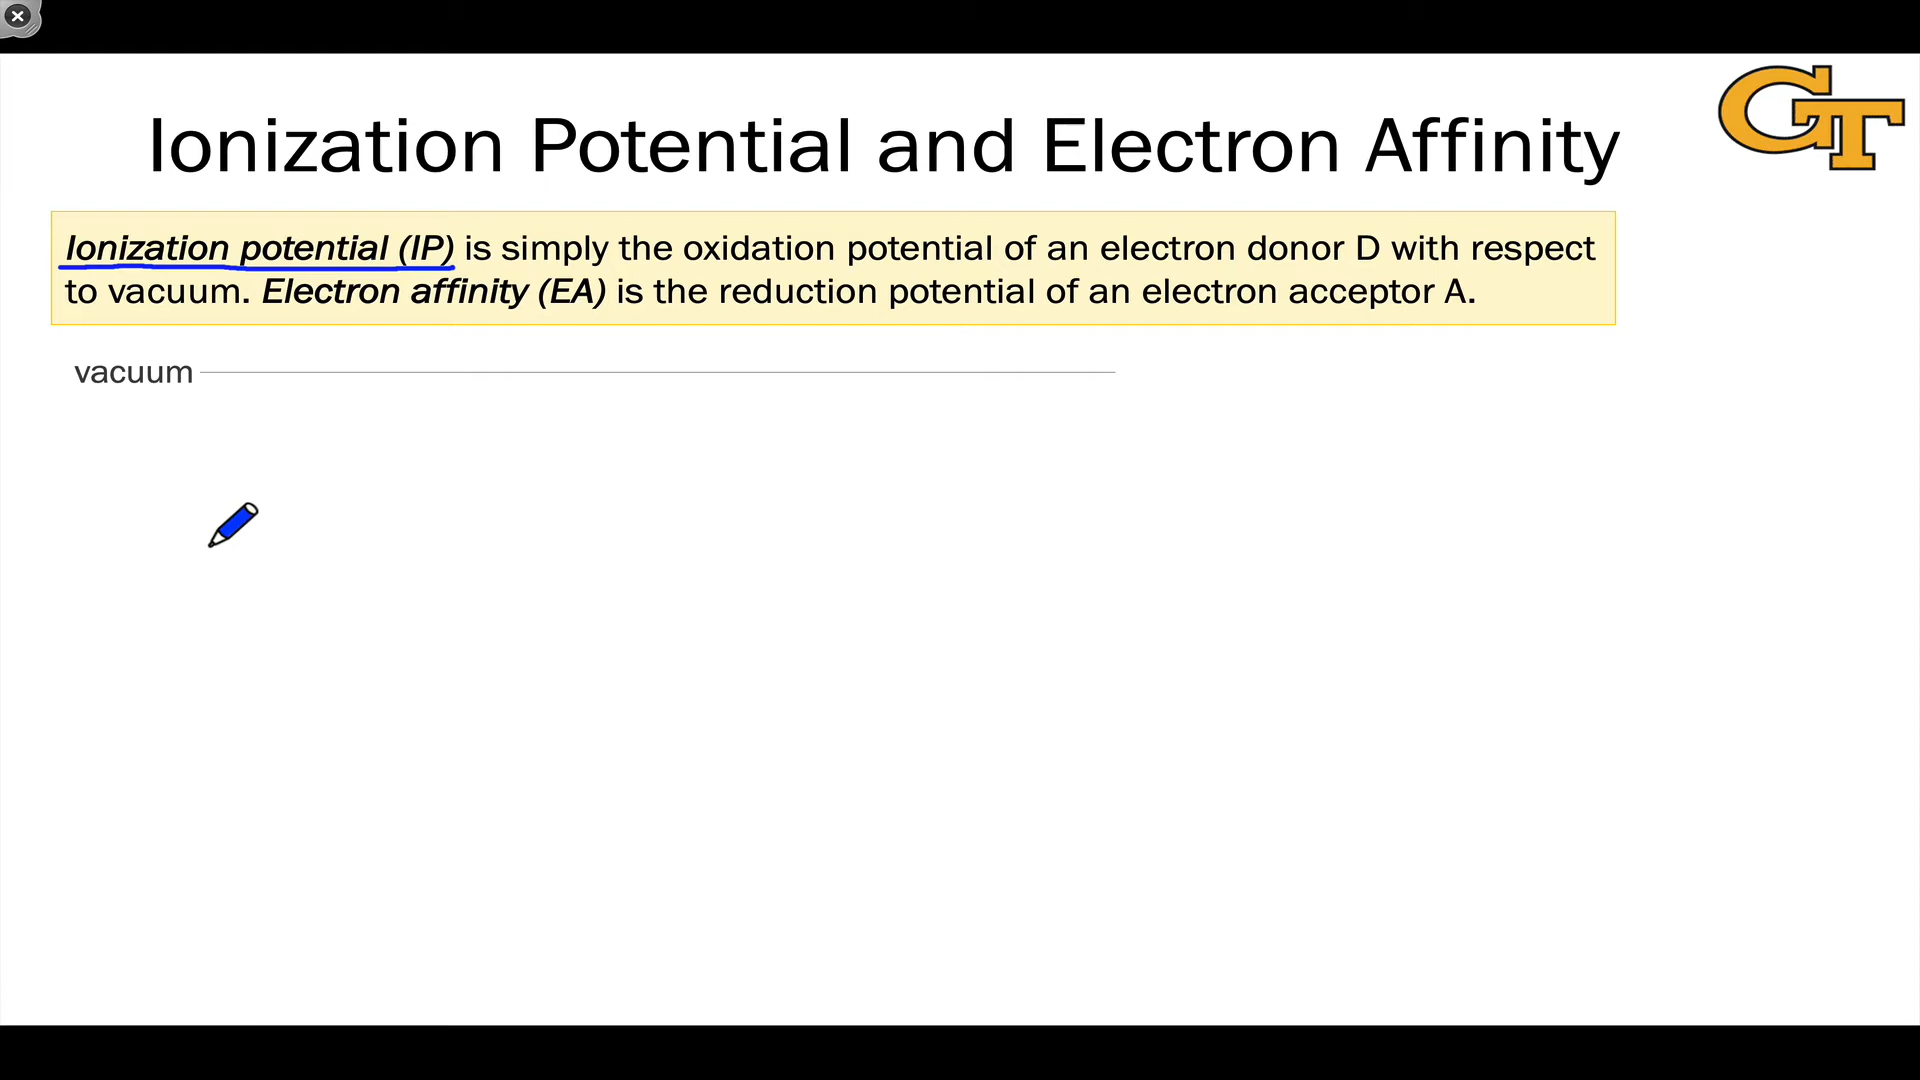 Ionization Potential and Electron Affinity
GT
Ionization potential (IP) is simply the oxidation potential of an electron donor D with respect
to vacuum. Electron affinity (EA) is the reduction potential of an electron acceptor A.
vacuum